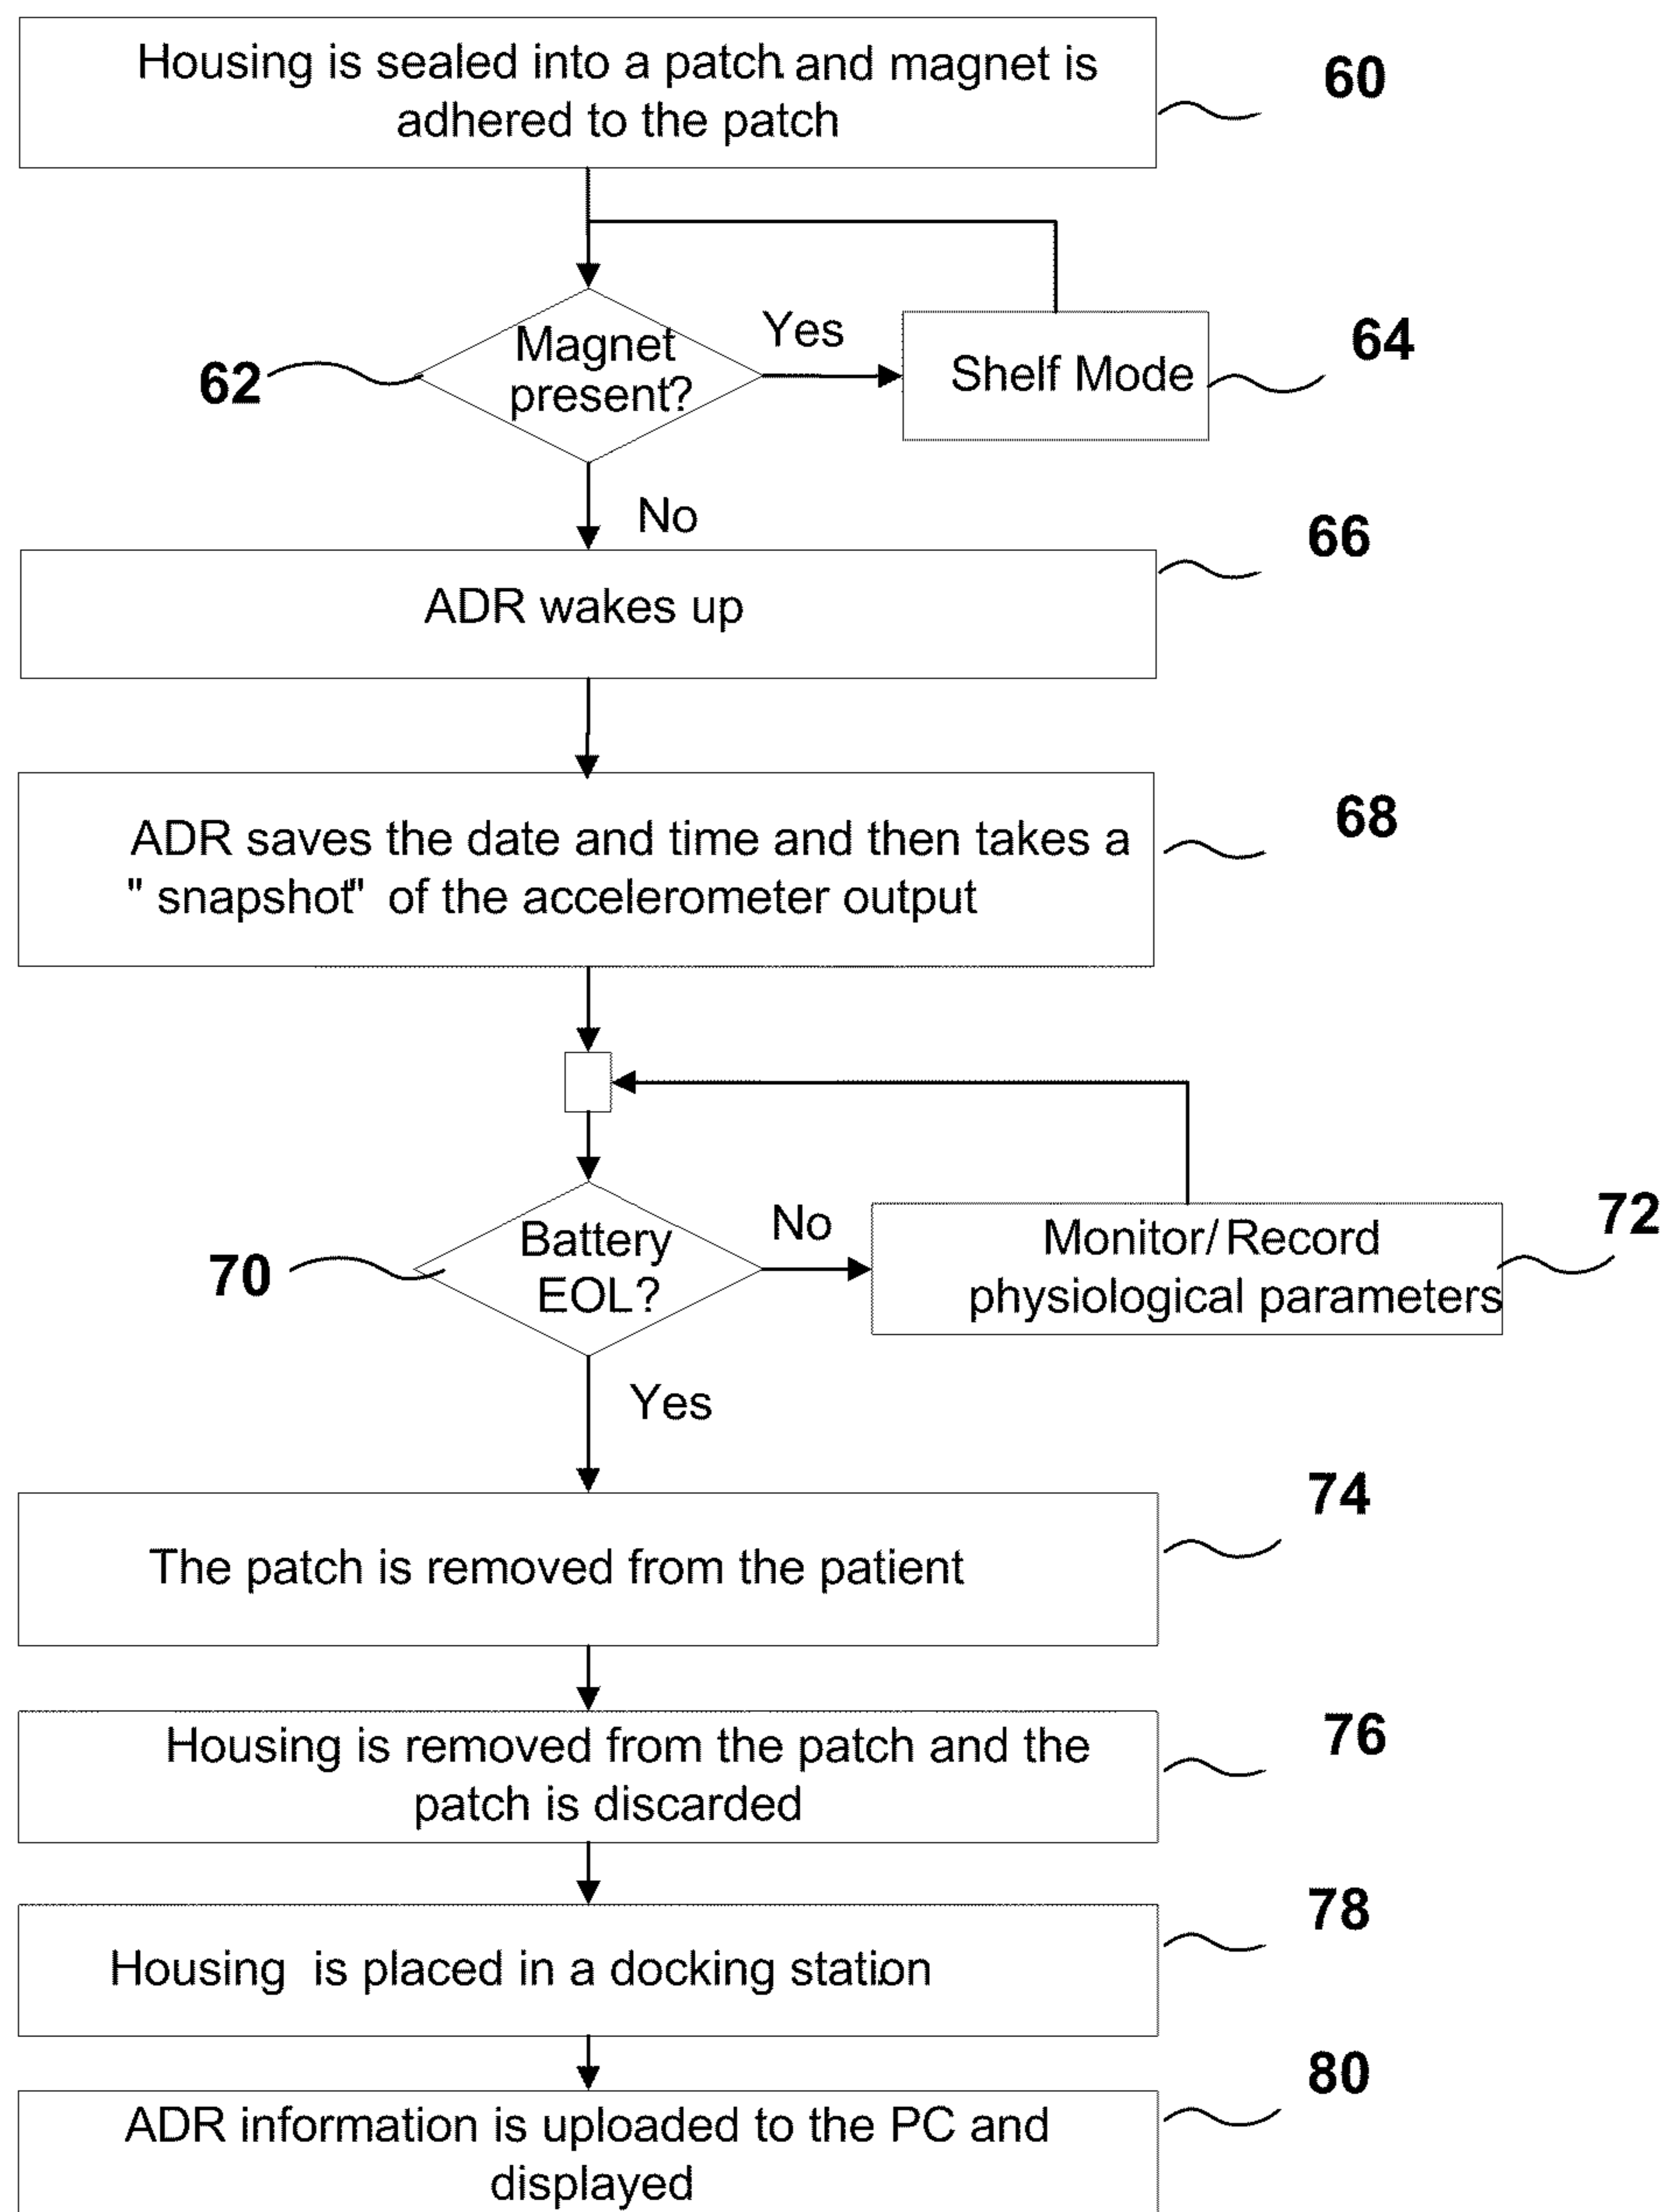 Housing is sealed into a patch and magnet is
adhered to the patch
60
Magnet
present?
62
Yes
Shelf Mode
64
No
ADR wakes up
66
ADR saves the date and time and then takes a
"snapshot" of the accelerometer output
68
Battery
EOL?
70
No
Monitor/Record
physiological parameters
72
Yes
The patch is removed from the patient
74
Housing is removed from the patch and the
patch is discarded
76
Housing is placed in a docking station
78
ADR information is uploaded to the PC and
displayed
80